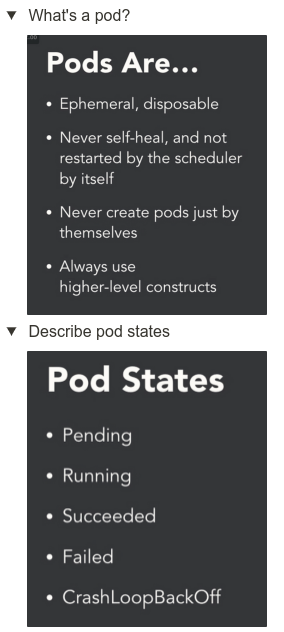 What's a pod?
Pods Are...
• Ephemeral, disposable
• Never self-heal, and not
restarted by the scheduler
by itself
• Never create pods just by
themselves
• Always use
higher-level constructs
Describe pod states
Pod States
• Pending
• Running
• Succeeded
• Failed
• CrashLoopBackOff